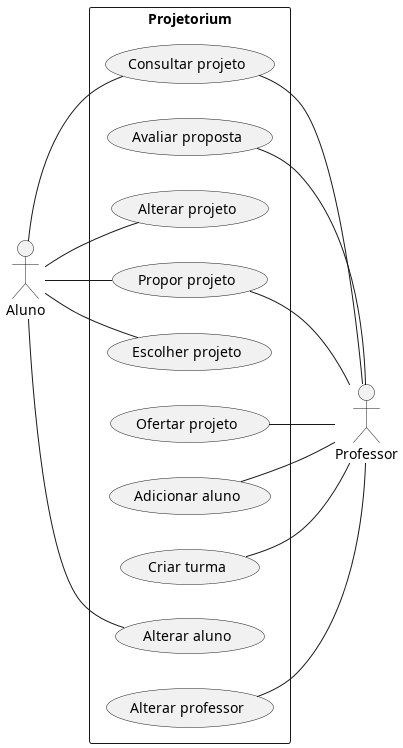 Projetorium
Consultar projeto
Avaliar proposta
Alterar projeto
Propor projeto
Aluno
Escolher projeto
Ofertar projeto
Professor
Adicionar aluno
Criar turma
Alterar aluno
Alterar professor